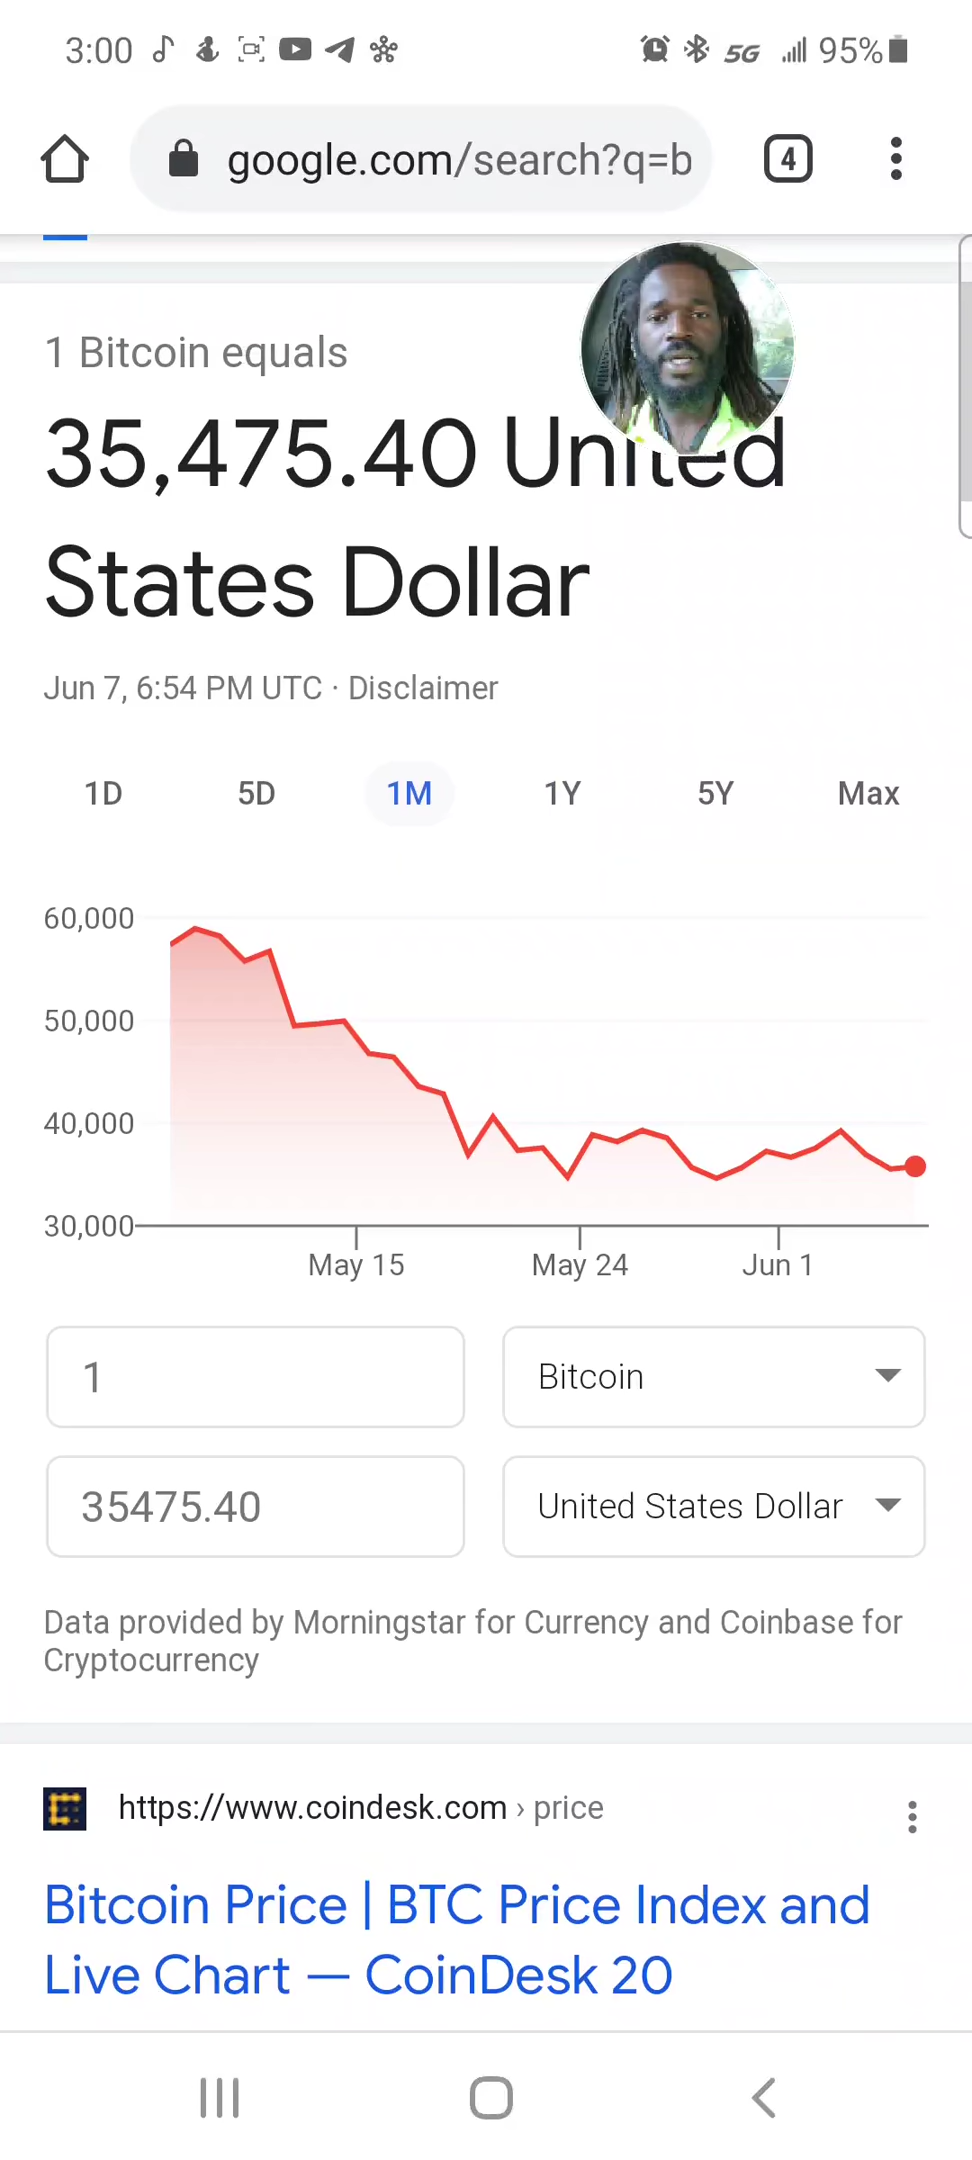 3:00 5G 95%
google.com/search?q=b 4
1 Bitcoin equals
35,475.40 United
States Dollar
Jun 7, 6:54 PM UTC · Disclaimer
1D 5D 1M 1Y 5Y Max
60,000
50,000
40,000
30,000
May 15 May 24 Jun 1
1 Bitcoin
35475.40 United States Dollar
Data provided by Morningstar for Currency and Coinbase for
Cryptocurrency
https://www.coindesk.com › price
Bitcoin Price | BTC Price Index and
Live Chart — CoinDesk 20